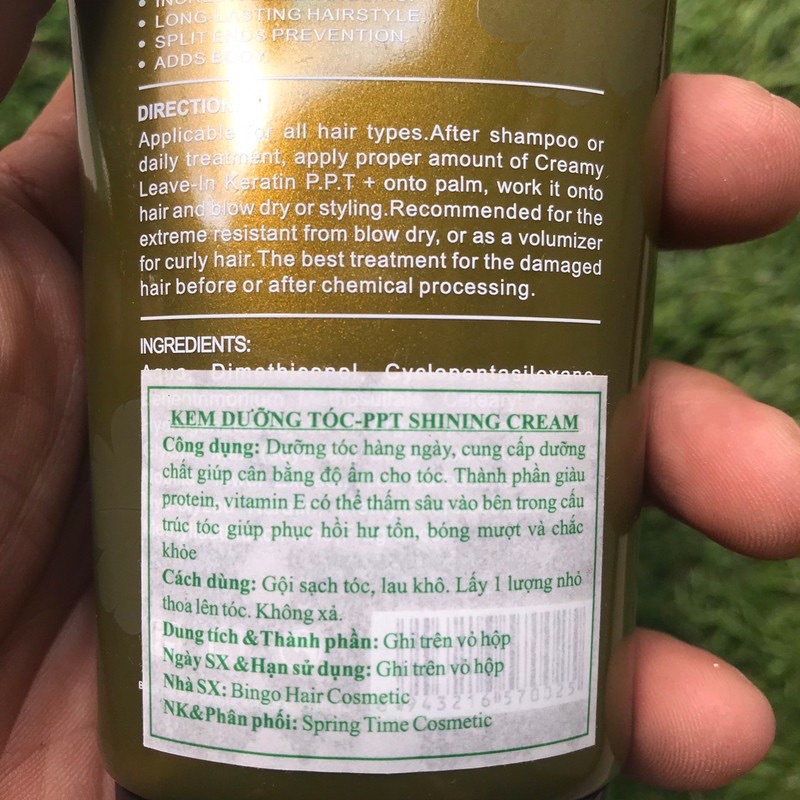 • LONG-LASTING HAIRSTYLE.
• SPLIT ENDS PREVENTION.
• ADDS BODY.
DIRECTION
Applicable for all hair types.After shampoo or
daily treatment, apply proper amount of Creamy
Leave-In Keratin P.P.T + onto palm, work it onto
hair and blow dry or styling.Recommended for the
extreme resistant from blow dry, or as a volumizer
for curly hair.The best treatment for the damaged
hair before or after chemical processing.
INGREDIENTS:
Aqua, Dimethiconol, Cyclopentasiloxane
KEM DƯỠNG TÓC-PPT SHINING CREAM
Công dụng: Dưỡng tóc hàng ngày, cung cấp dưỡng
chất giúp cân bằng độ ẩm cho tóc. Thành phần giàu
protein, vitamin E có thể thấm sâu vào bên trong cấu
trúc tóc giúp phục hồi hư tổn, bóng mượt và chắc
khỏe
Cách dùng: Gội sạch tóc, lau khô. Lấy 1 lượng nhỏ
thoa lên tóc. Không xả.
Dung tích &Thành phần: Ghi trên vỏ hộp
Ngày SX &Hạn sử dụng: Ghi trên vỏ hộp
Nhà SX: Bingo Hair Cosmetic
NK&Phân phối: Spring Time Cosmetic